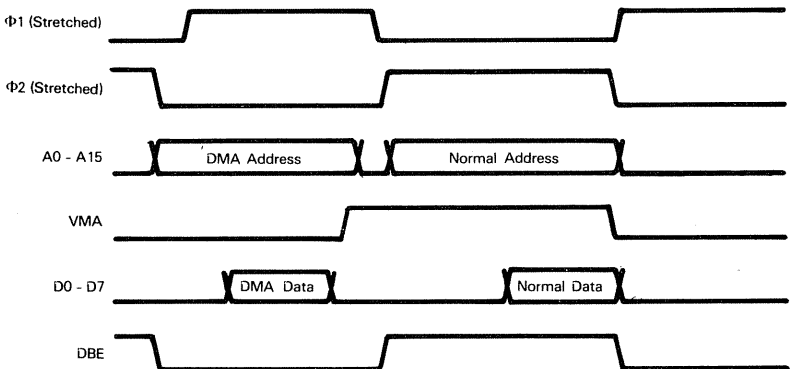 Φ1 (Stretched)
Φ2 (Stretched)
A0 - A15
DMA Address
Normal Address
VMA
D0 - D7
DMA Data
Normal Data
DBE